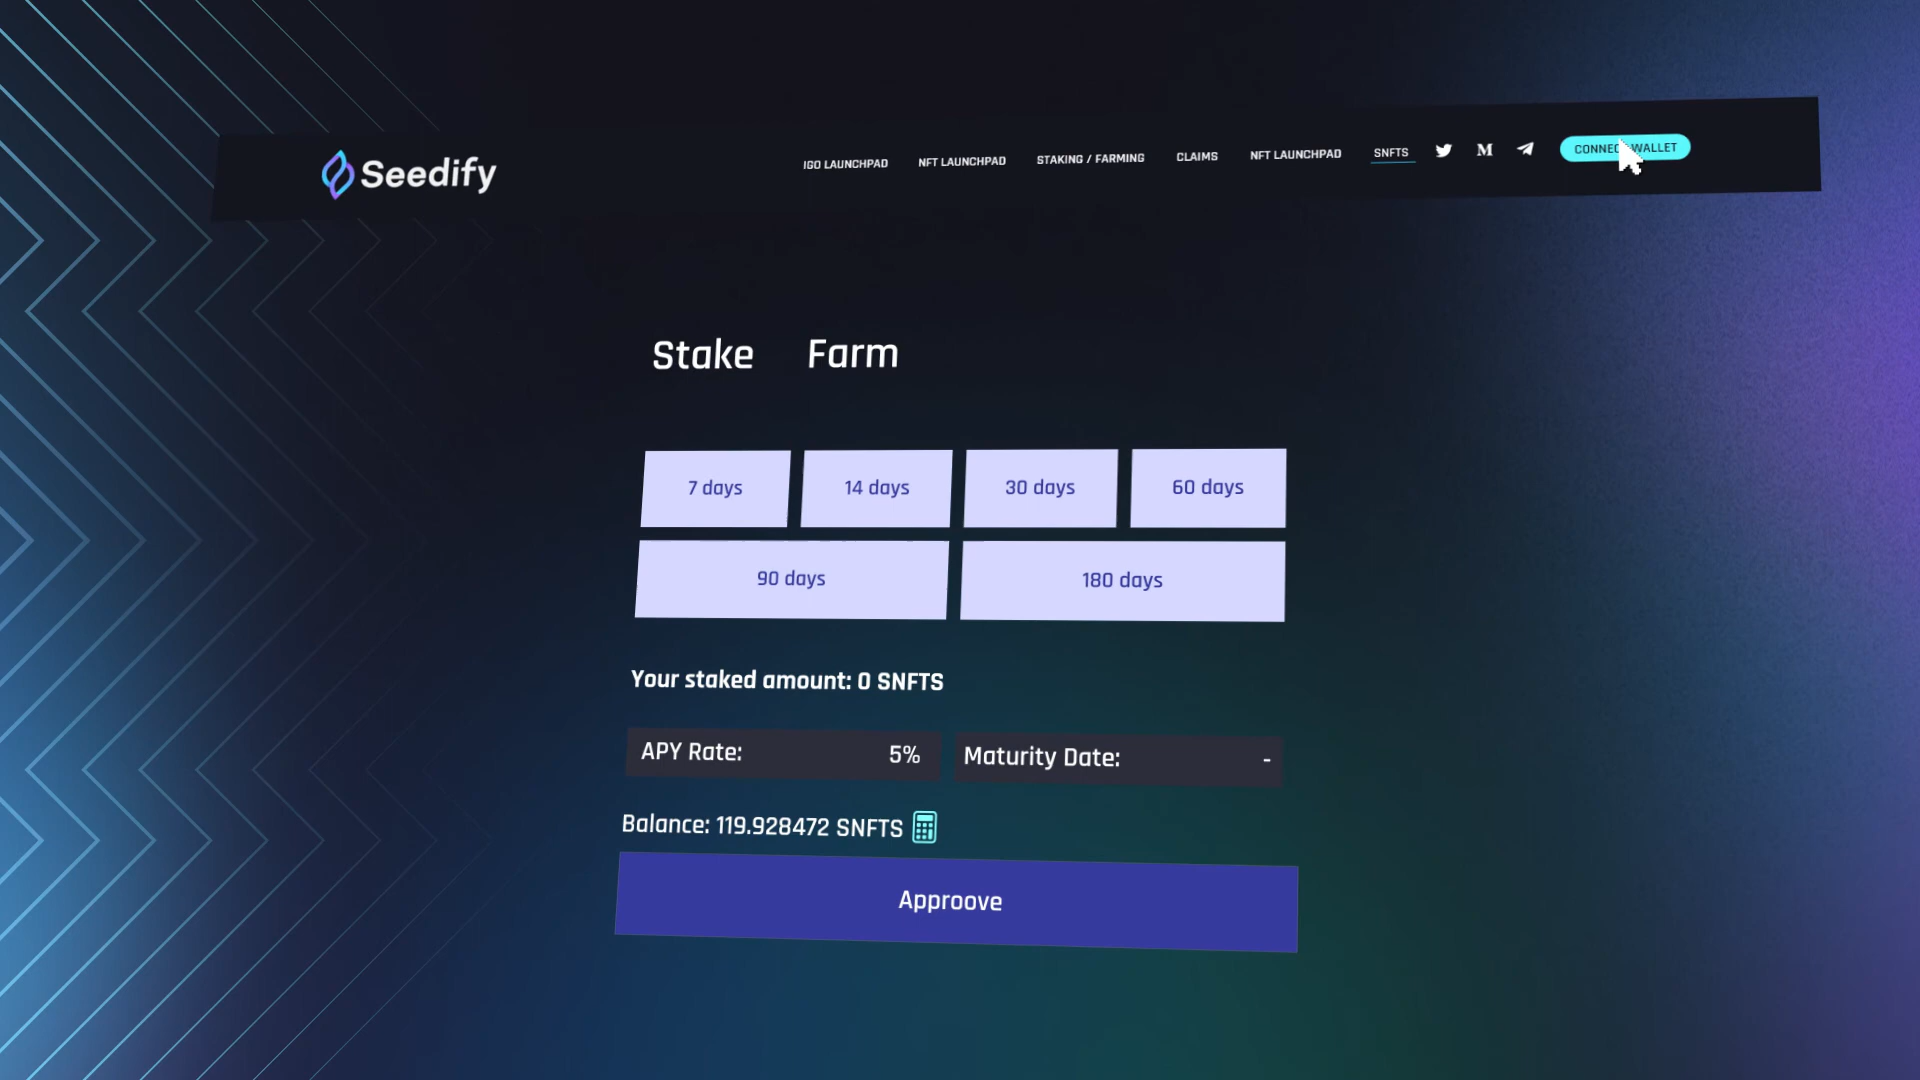 Seedify
IGO LAUNCHPAD
NFT LAUNCHPAD
STAKING / FARMING
CLAIMS
NFT LAUNCHPAD
SNFTS
M
CONNECT WALLET
Stake
Farm
7 days
14 days
30 days
60 days
90 days
180 days
Your staked amount: 0 SNFTS
APY Rate: 5%
Maturity Date: -
Balance: 119.928472 SNFTS
Approove